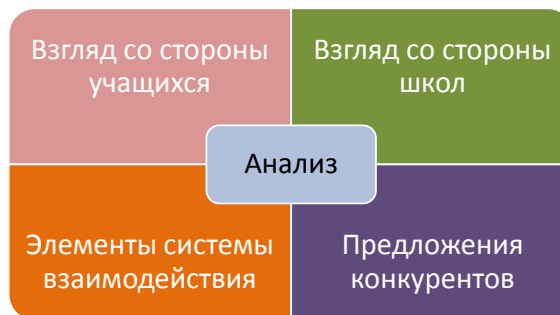 Взгляд со стороны
учащихся
Взгляд со стороны
школ
Анализ
Элементы системы
взаимодействия
Предложения
конкурентов